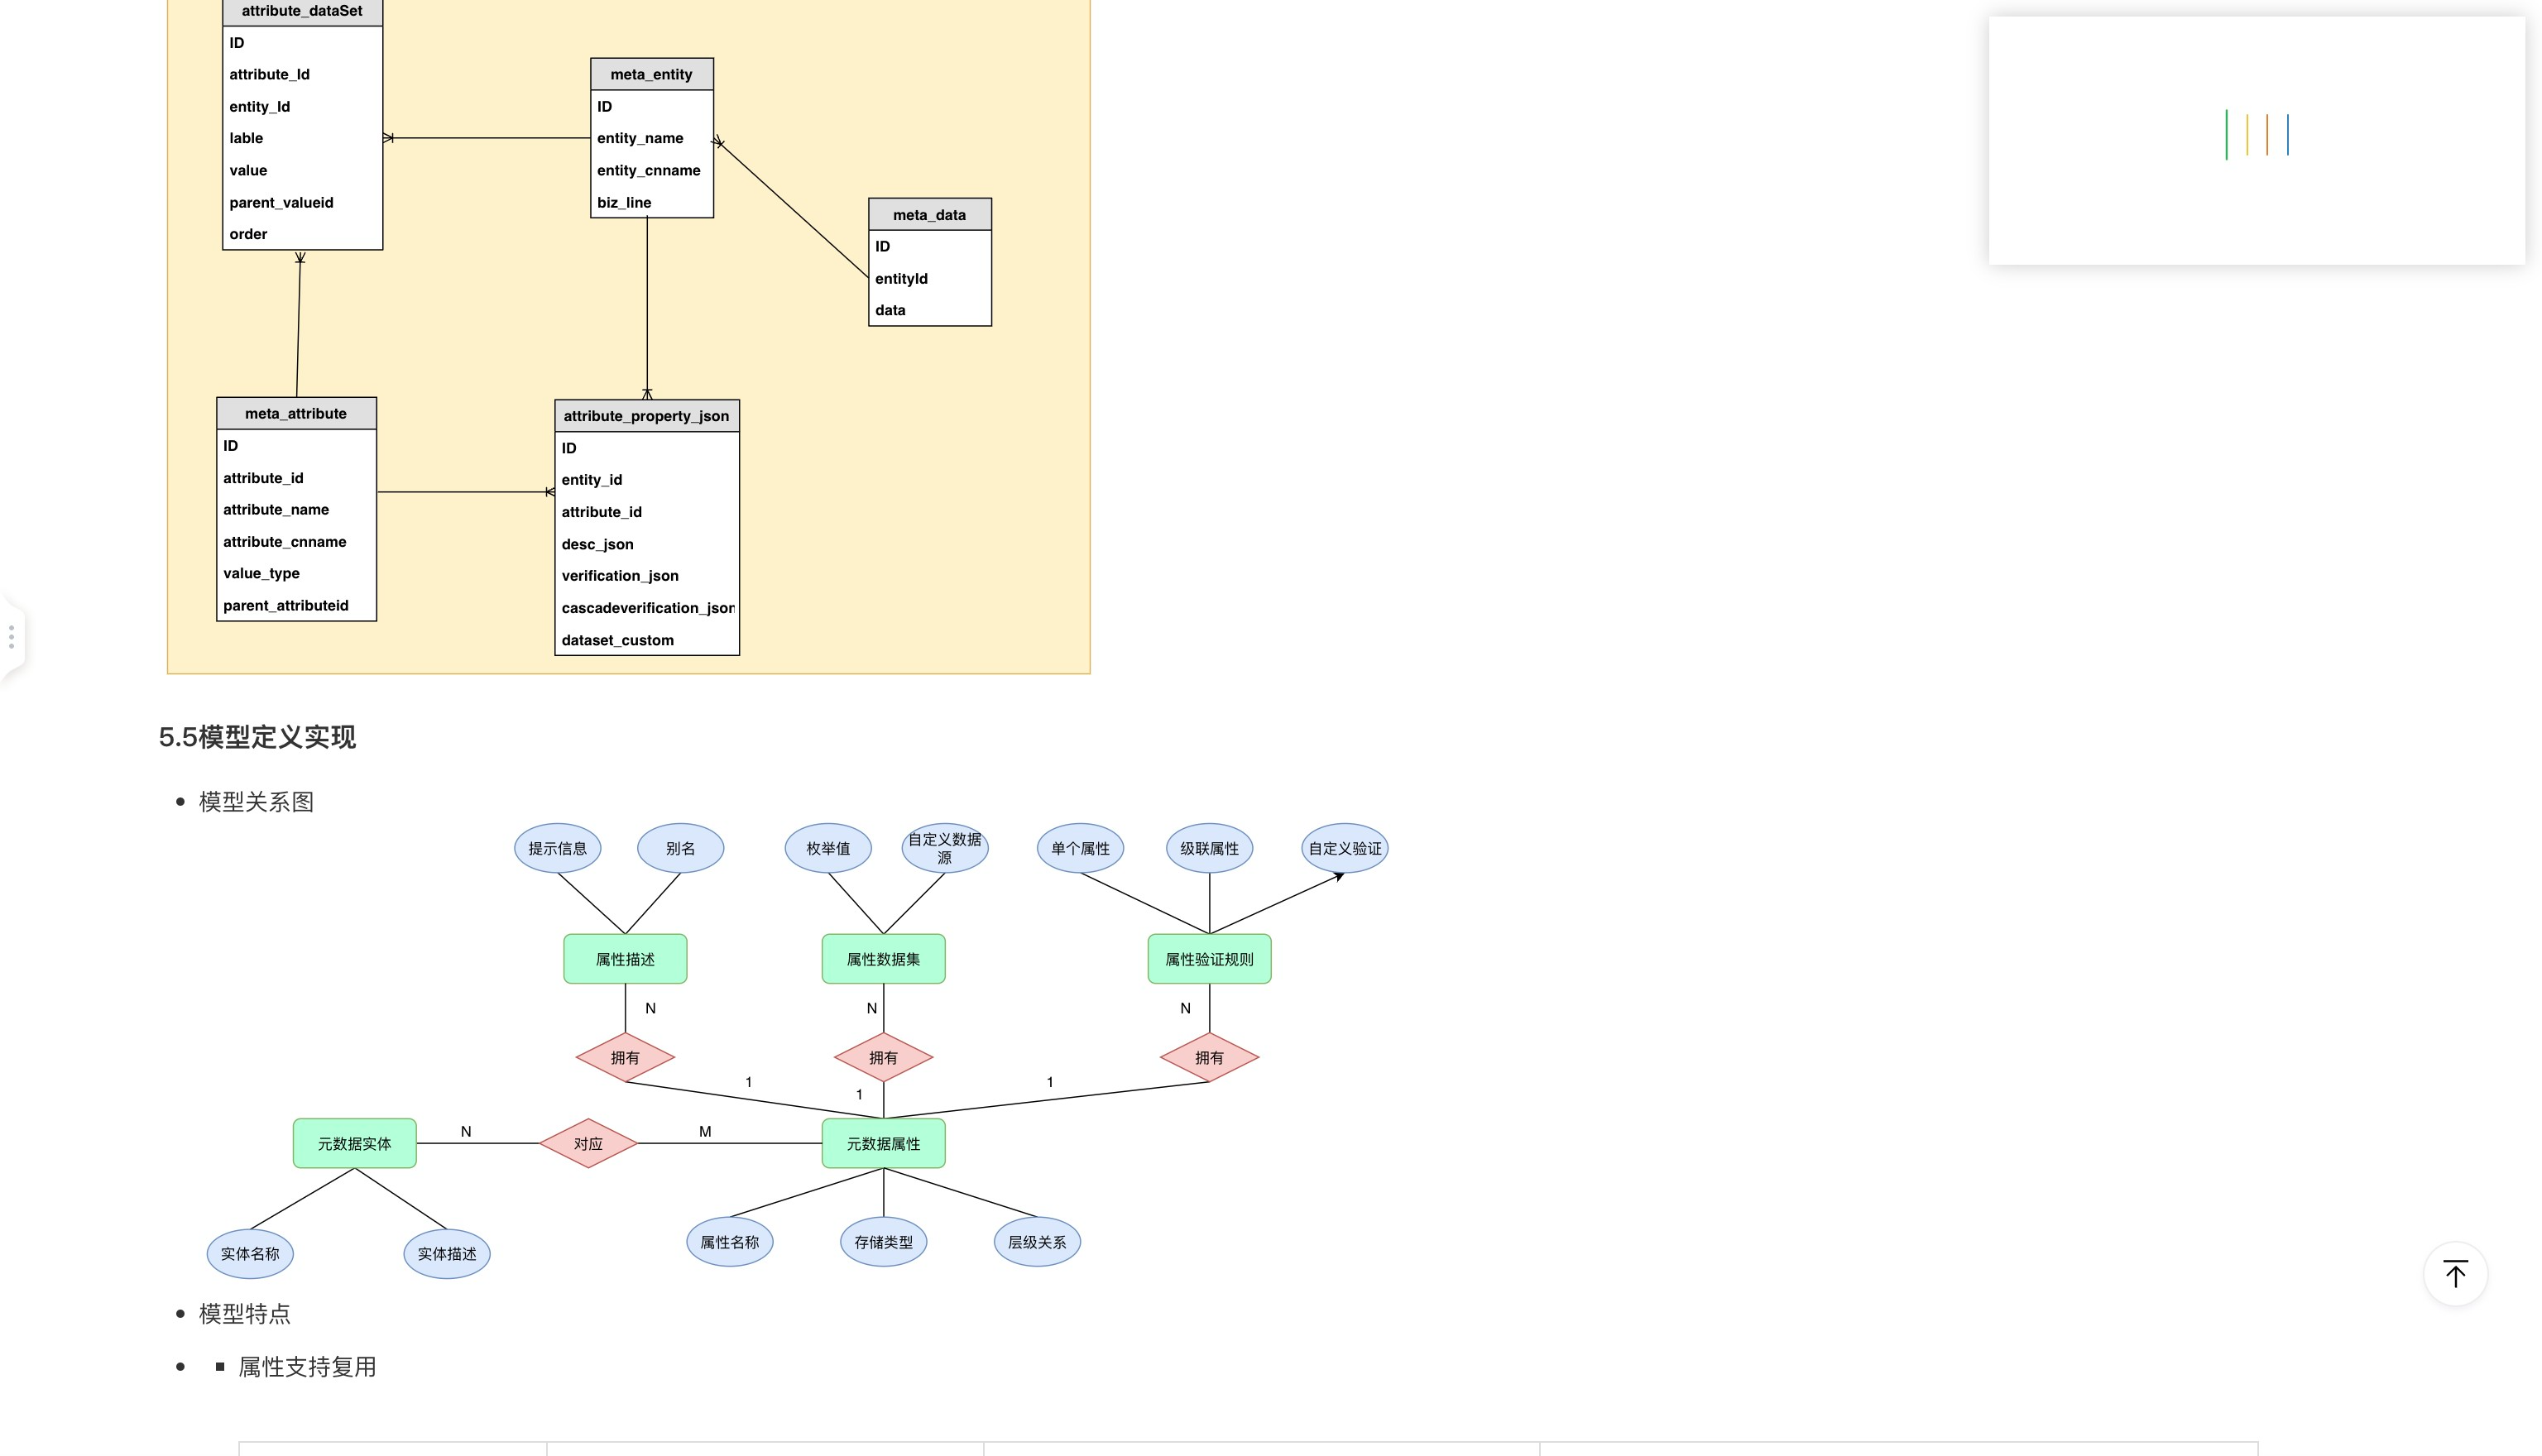 attribute_dataSet
ID
attribute_Id
entity_Id
lable
value
parent_valueid
order
meta_entity
ID
entity_name
entity_cnname
biz_line
meta_data
ID
entityId
data
meta_attribute
ID
attribute_id
attribute_name
attribute_cnname
value_type
parent_attributeid
attribute_property_json
ID
entity_id
attribute_id
desc_json
verification_json
cascadeverification_json
dataset_custom
5.5模型定义实现
模型关系图
提示信息
别名
枚举值
自定义数据
源
单个属性
级联属性
自定义验证
属性描述
属性数据集
属性验证规则
N
N
N
拥有
拥有
拥有
1
1
1
元数据实体
N
对应
M
元数据属性
实体名称
实体描述
属性名称
存储类型
层级关系
模型特点
属性支持复用